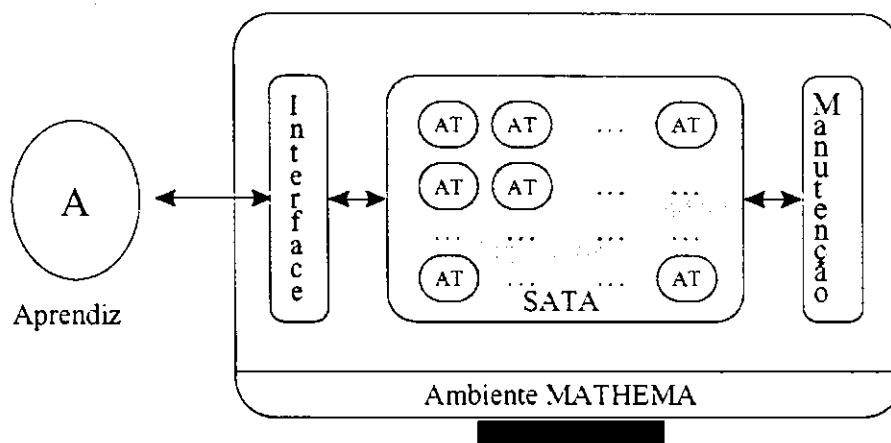 A
Aprendiz
Interface
AT AT ... AT
AT AT ... ...
... ... ... ...
AT ... ... AT
SATA
Manutenção
Ambiente MATHEMA